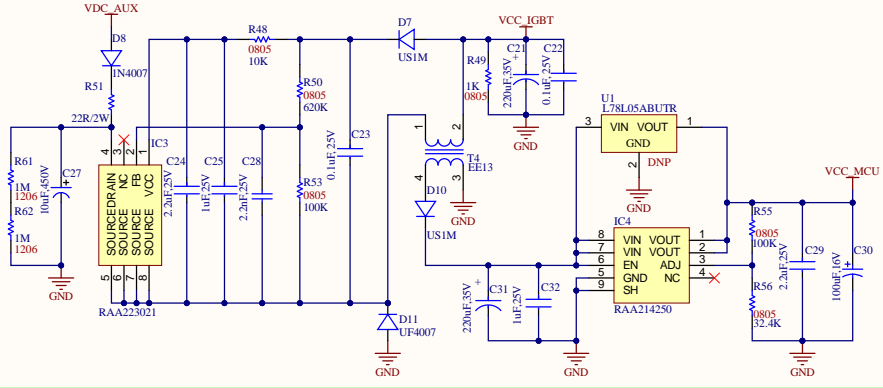 VDC_AUX
D8
1N4007
R51
22R/2W
R61
1M
1206
R62
1M
1206
C27
10uF,450V
GND
IC3
4
3
2
1
DRAIN
NC
FB
VCC
SOURCE
SOURCE
SOURCE
SOURCE
5
6
7
8
RAA223021
C24
2.2uF,25V
C25
1uF,25V
C28
2.2nF,25V
R48
0805
10K
R50
0805
620K
R53
0805
100K
C23
0.1uF,25V
D7
US1M
D11
UF4007
GND
1
2
4
3
T4
EE13
GND
D10
US1M
VCC_IGBT
R49
1K
0805
C21
220uF,35V
C22
0.1uF,25V
GND
C31
220uF,35V
C32
1uF,25V
GND
U1
L78L05ABUTR
3
VIN VOUT
1
GND
2
DNP
GND
IC4
8
VIN VOUT
1
7
VIN VOUT
2
6
EN ADJ
3
5
GND NC
4
9
SH
RAA214250
VCC_MCU
R55
0805
100K
R56
0805
32.4K
C29
2.2uF,25V
C30
100uF,16V
GND